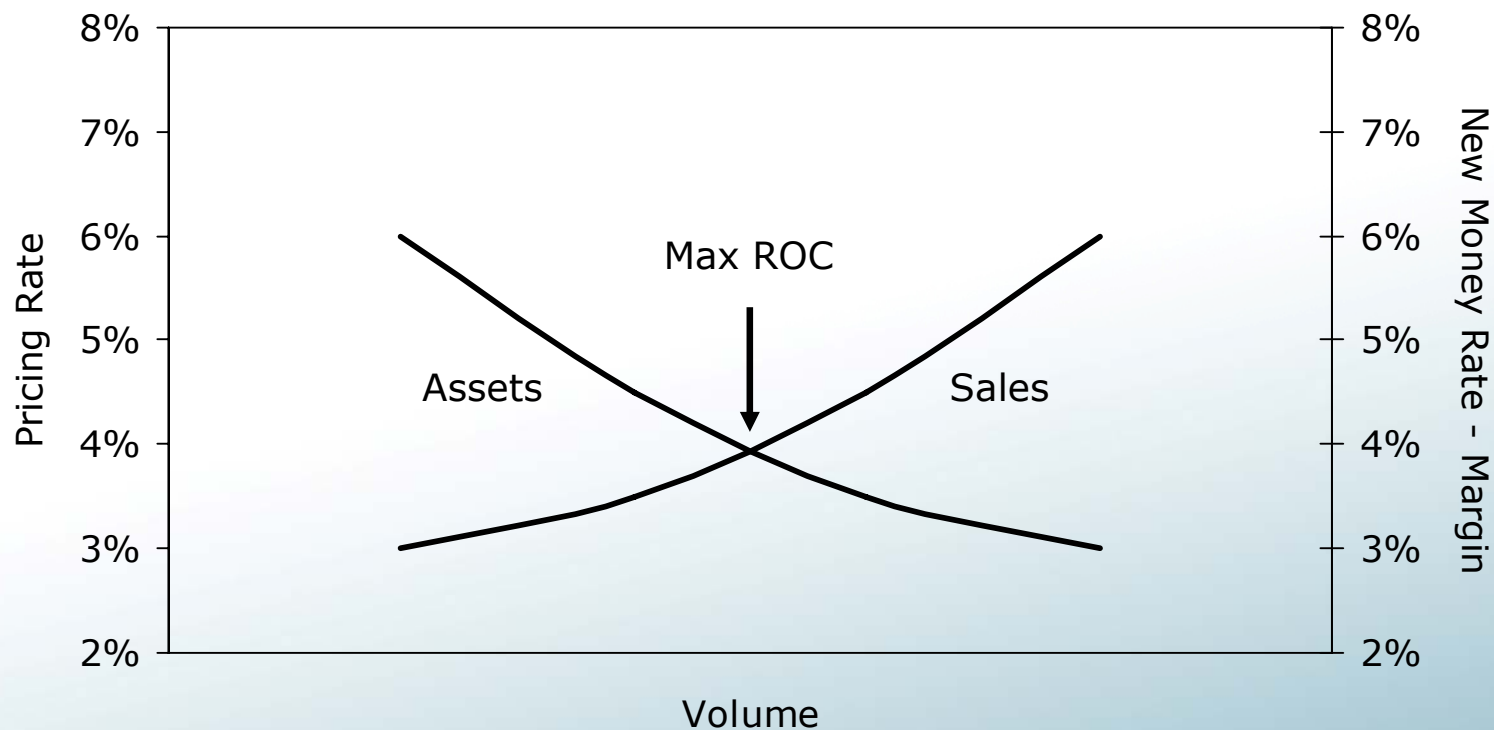 8%
7%
6%
5%
4%
3%
2%
Pricing Rate
Max ROC
Assets
Sales
8%
7%
6%
5%
4%
3%
2%
New Money Rate - Margin
Volume